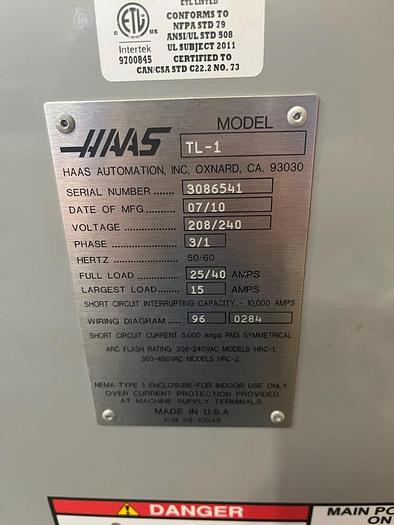 ETL LISTED
CONFORMS TO
NFPA STD 79
ANSI/UL STD 508
UL SUBJECT 2011
CERTIFIED TO
CAN/CSA STD C22.2 NO. 73
C ETL US
Intertek
9700845
HAAS
MODEL
TL-1
HAAS AUTOMATION, INC, OXNARD, CA. 93030
SERIAL NUMBER ........ 3086541
DATE OF MFG .......... 07/10
VOLTAGE ................. 208/240
PHASE .................... 3/1
HERTZ .................... 50/60
FULL LOAD .............. 25/40 AMPS
LARGEST LOAD ........ 15 AMPS
SHORT CIRCUIT INTERRUPTING CAPACITY - 10,000 AMPS
WIRING DIAGRAM ..... 96 0284
SHORT CIRCUIT CURRENT 5,000 Amps RMS SYMMETRICAL
ARC FLASH RATING: 208-240VAC MODELS HRC-1,
360-480VAC MODELS HRC-2.
NEMA TYPE 1 ENCLOSURE-FOR INDOOR USE ONLY
OVER CURRENT PROTECTION PROVIDED
AT MACHINE SUPPLY TERMINALS.
MADE IN U.S.A.
P/N 29-10049
DANGER
MAIN PO
ON